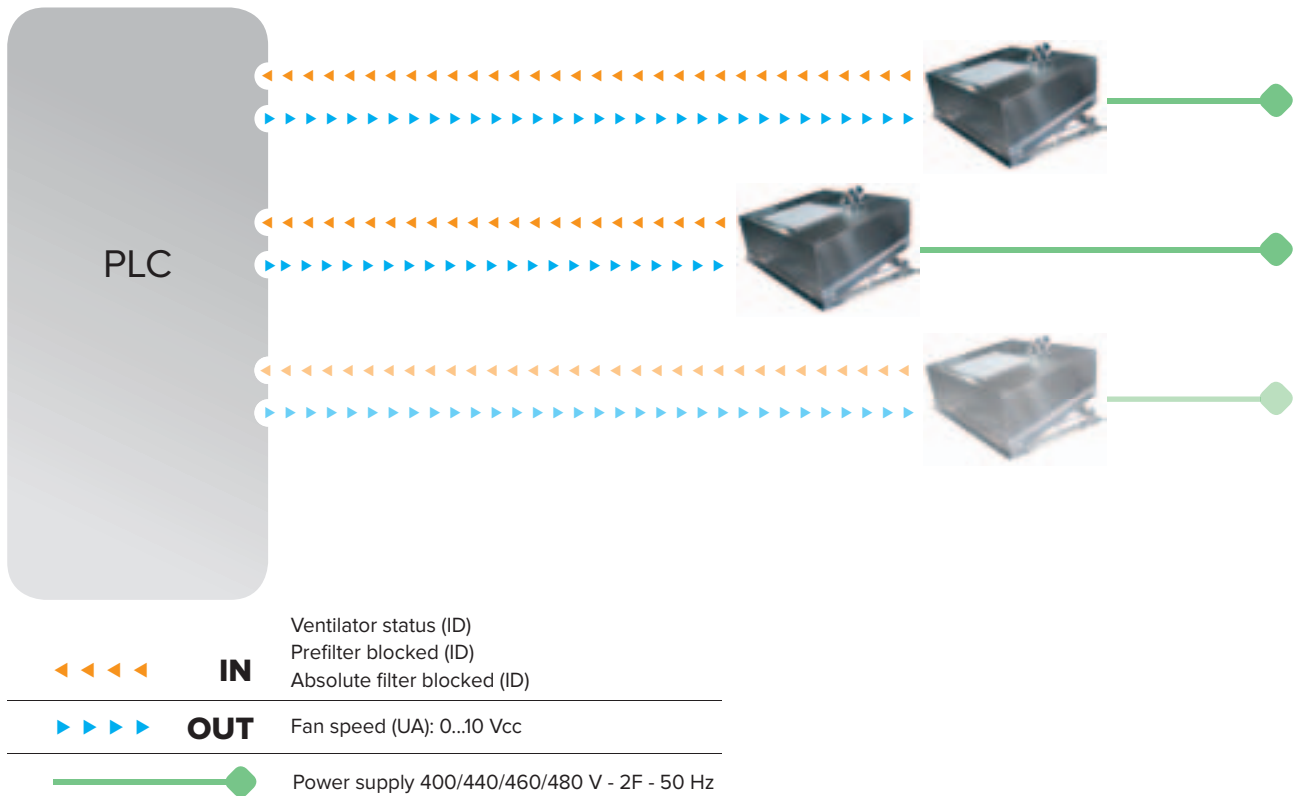 PLC
Ventilator status (ID)
Prefilter blocked (ID)
IN
Absolute filter blocked (ID)
OUT Fan speed (UA): 0...10 Vcc
Power supply 400/440/460/480 V - 2F - 50 Hz